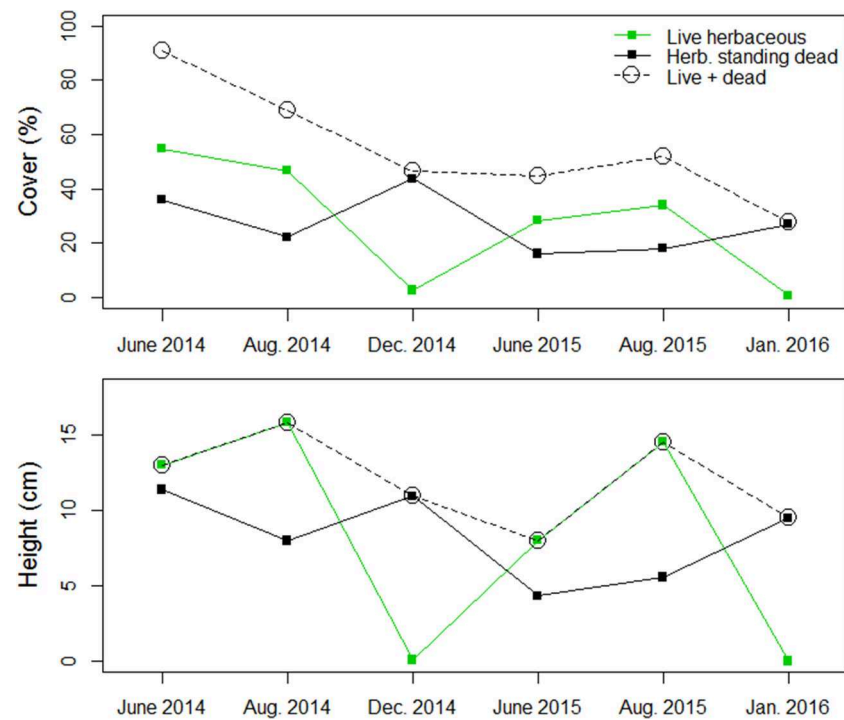 Cover (%)
100
80
60
40
20
0
Live herbaceous
Herb. standing dead
Live + dead
June 2014 Aug. 2014 Dec. 2014 June 2015 Aug. 2015 Jan. 2016
Height (cm)
15
10
5
0
June 2014 Aug. 2014 Dec. 2014 June 2015 Aug. 2015 Jan. 2016